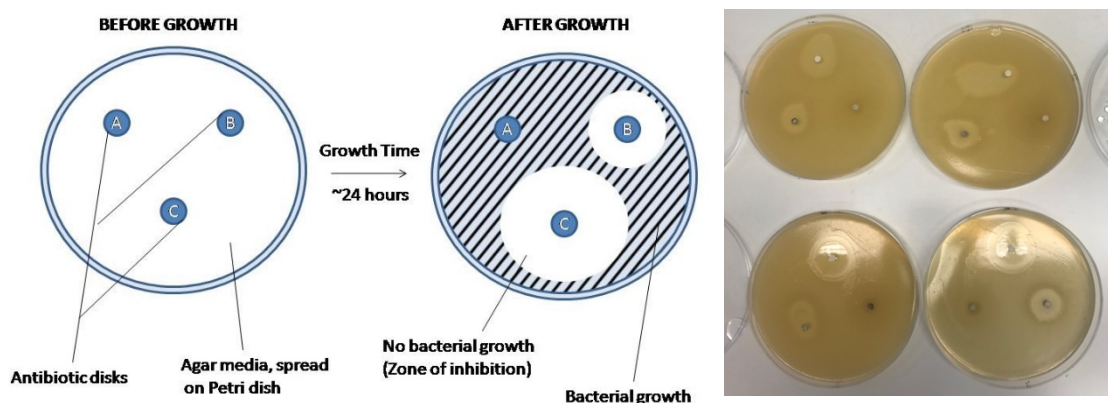 BEFORE GROWTH
A
B
C
Antibiotic disks
Agar media, spread
on Petri dish
Growth Time
~24 hours
AFTER GROWTH
A
B
C
No bacterial growth
(Zone of inhibition)
Bacterial growth